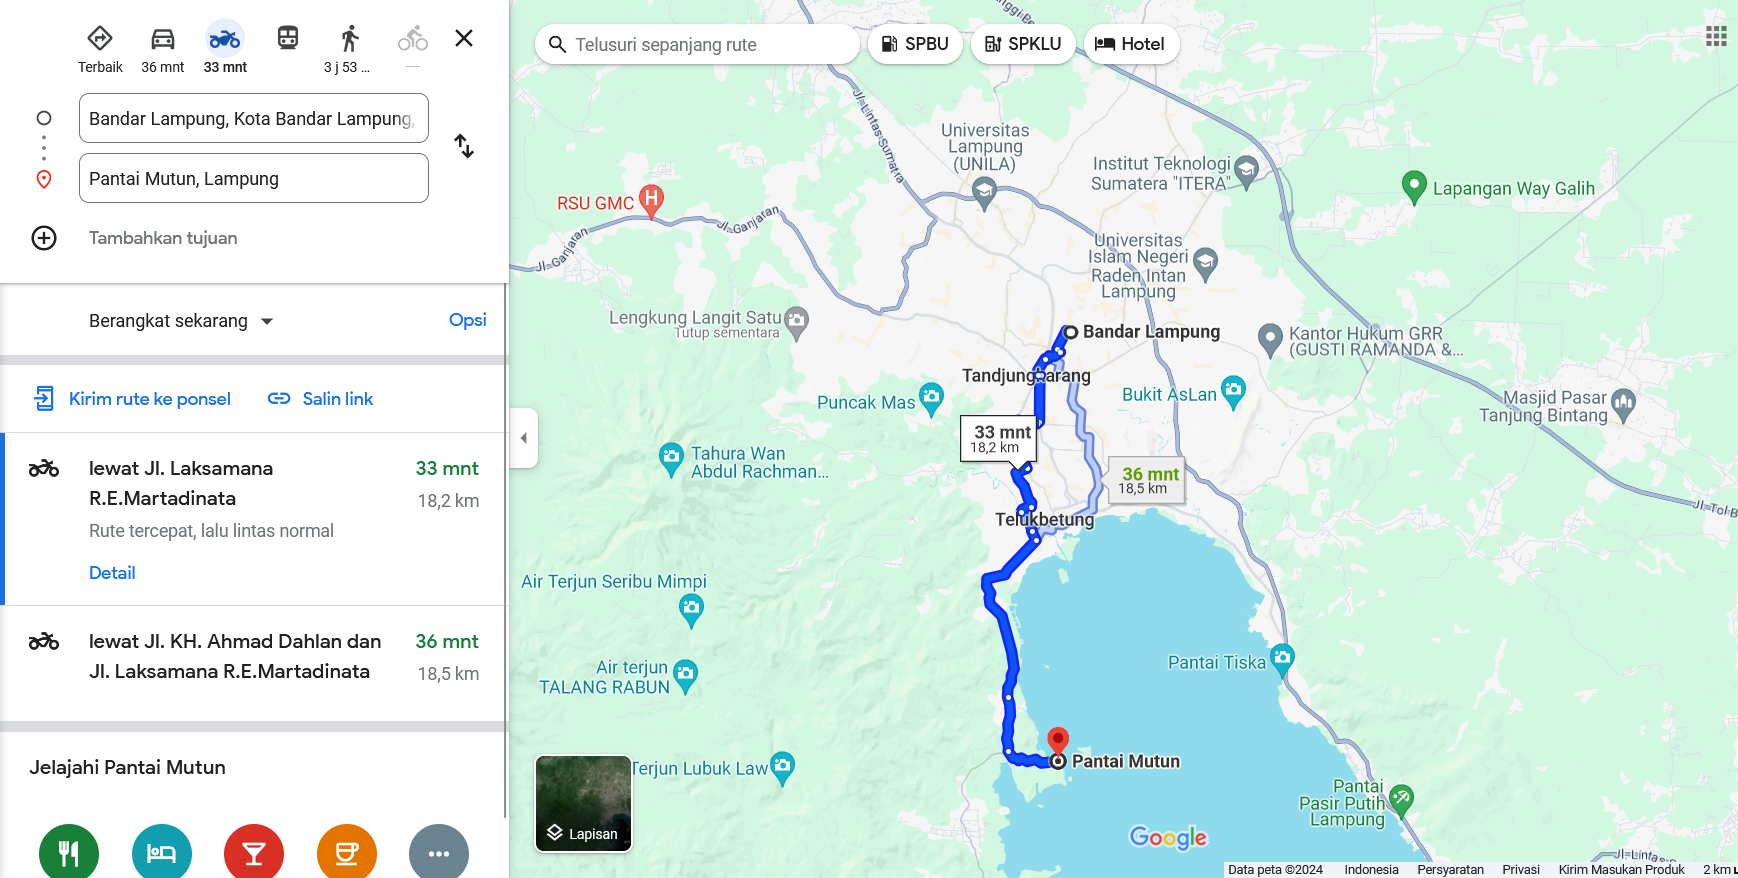 Terbaik
36 mnt
33 mnt
3 j 53 ...
Bandar Lampung, Kota Bandar Lampung,
Pantai Mutun, Lampung
Tambahkan tujuan
Berangkat sekarang
Opsi
Kirim rute ke ponsel
Salin link
lewat Jl. Laksamana
R.E.Martadinata
33 mnt
18,2 km
Rute tercepat, lalu lintas normal
Detail
lewat Jl. KH. Ahmad Dahlan dan
Jl. Laksamana R.E.Martadinata
36 mnt
18,5 km
Jelajahi Pantai Mutun
Telusuri sepanjang rute
SPBU
SPKLU
Hotel
Jl. Lintas Sumatra
Universitas
Lampung
(UNILA)
Institut Teknologi
Sumatera "ITERA"
Lapangan Way Galih
RSU GMC
H
Jl. Ganjaran
Jl. Ganjaran
Universitas
Islam Negeri
Raden Intan
Lampung
Lengkung Langit Satu
Tutup sementara
Bandar Lampung
Kantor Hukum GRR
(GUSTI RAMANDA &...
Tandjungkarang
Puncak Mas
Bukit AsLan
Masjid Pasar
Tanjung Bintang
33 mnt
18,2 km
Tahura Wan
Abdul Rachman...
36 mnt
18,5 km
Jl. Tol B
Telukbetung
Air Terjun Seribu Mimpi
Air terjun
TALANG RABUN
Pantai Tiska
Terjun Lubuk Law
Pantai Mutun
Pantai
Pasir Putih
Lampung
Lapisan
Google
Jl. Lintas
Data peta ©2024
Indonesia
Persyaratan
Privasi
Kirim Masukan Produk
2 km